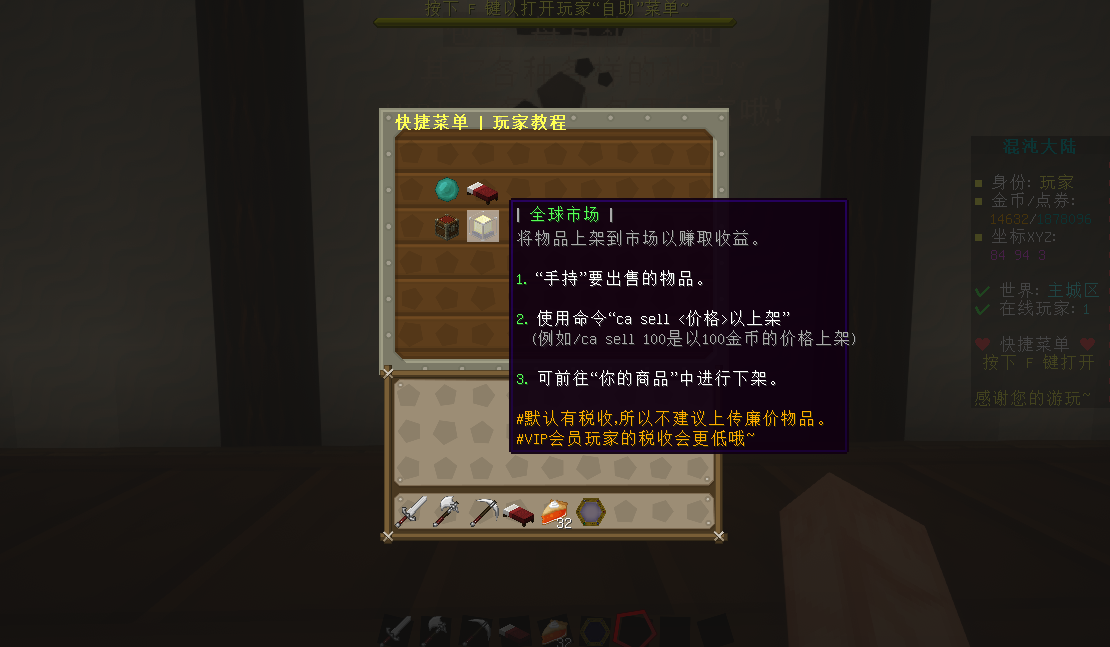 按下 F 键以打开玩家“自助”菜单~
快捷菜单 | 玩家教程
| 全球市场 |
将物品上架到市场以赚取收益。
1. “手持”要出售的物品。
2. 使用命令“ca sell <价格>以上架”
(例如/ca sell 100是以100金币的价格上架)
3. 可前往“你的商品”中进行下架。
#默认有税收,所以不建议上传廉价物品。
#VIP会员玩家的税收会更低哦~
32
混沌大陆
身份: 玩家
金币/点券:
14632/1878096
坐标XYZ:
84 94 3
世界: 主城区
在线玩家: 1
快捷菜单
按下 F 键打开
感谢您的游玩~
32